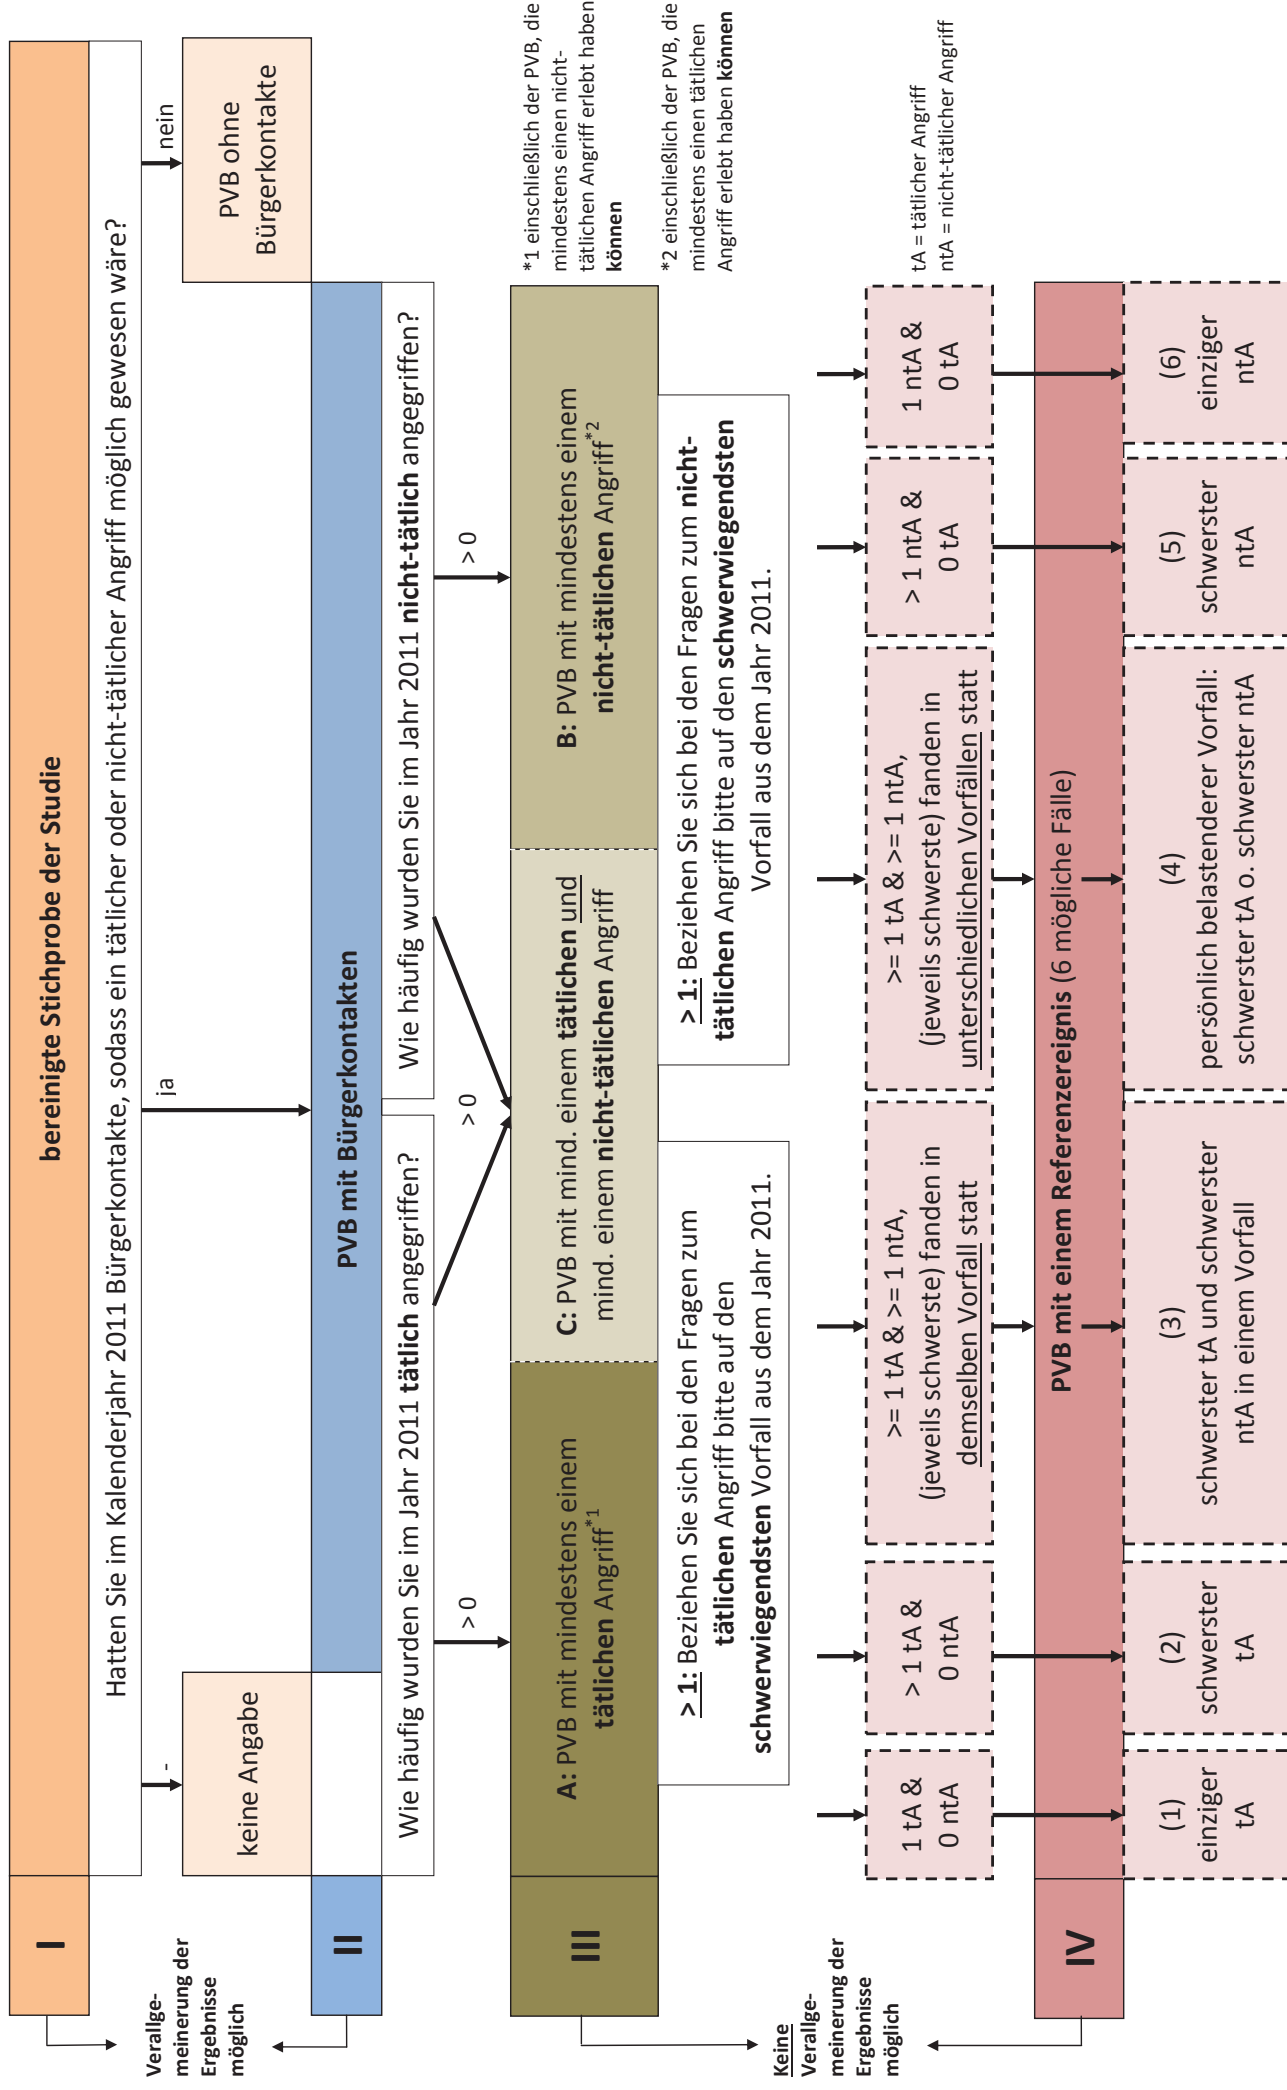 I
bereinigte Stichprobe der Studie
Hatten Sie im Kalenderjahr 2011 Bürgerkontakte, sodass ein tätlicher oder nicht-tätlicher Angriff möglich gewesen wäre?
-
ja
nein
keine Angabe
PVB ohne
Bürgerkontakte
Verallge-
meinerung der
Ergebnisse
möglich
II
PVB mit Bürgerkontakten
Wie häufig wurden Sie im Jahr 2011 tätlich angegriffen?
Wie häufig wurden Sie im Jahr 2011 nicht-tätlich angegriffen?
> 0
> 0
> 0
III
A: PVB mit mindestens einem
tätlichen Angriff*1
C: PVB mit mind. einem tätlichen und
mind. einem nicht-tätlichen Angriff
B: PVB mit mindestens einem
nicht-tätlichen Angriff*2
*1 einschließlich der PVB, die
mindestens einen nicht-
tätlichen Angriff erlebt haben
können
*2 einschließlich der PVB, die
mindestens einen tätlichen
Angriff erlebt haben können
> 1: Beziehen Sie sich bei den Fragen zum
tätlichen Angriff bitte auf den
schwerwiegendsten Vorfall aus dem Jahr 2011.
> 1: Beziehen Sie sich bei den Fragen zum nicht-
tätlichen Angriff bitte auf den schwerwiegendsten
Vorfall aus dem Jahr 2011.
Keine
Verallge-
meinerung der
Ergebnisse
möglich
1 tA &
0 ntA
> 1 tA &
0 ntA
>= 1 tA & >= 1 ntA,
(jeweils schwerste) fanden in
demselben Vorfall statt
>= 1 tA & >= 1 ntA,
(jeweils schwerste) fanden in
unterschiedlichen Vorfällen statt
> 1 ntA &
0 tA
1 ntA &
0 tA
tA = tätlicher Angriff
ntA = nicht-tätlicher Angriff
IV
PVB mit einem Referenzereignis (6 mögliche Fälle)
(1)
einziger
tA
(2)
schwerster
tA
(3)
schwerster tA und schwerster
ntA in einem Vorfall
(4)
persönlich belastenderer Vorfall:
schwerster tA o. schwerster ntA
(5)
schwerster
ntA
(6)
einziger
ntA